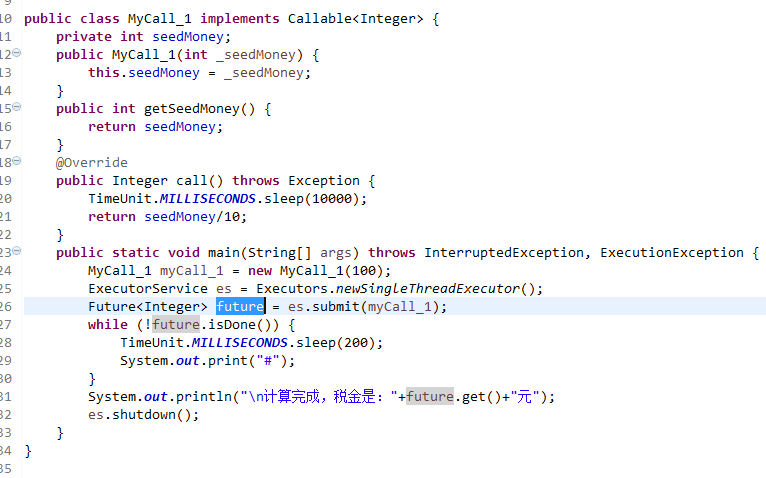 9
10 public class MyCall_1 implements Callable<Integer> {
11     private int seedMoney;
12     public MyCall_1(int _seedMoney) {
13         this.seedMoney = _seedMoney;
14     }
15     public int getSeedMoney() {
16         return seedMoney;
17     }
18     @Override
19     public Integer call() throws Exception {
20         TimeUnit.MILLISECONDS.sleep(10000);
21         return seedMoney/10;
22     }
23     public static void main(String[] args) throws InterruptedException, ExecutionException {
24         MyCall_1 myCall_1 = new MyCall_1(100);
25         ExecutorService es = Executors.newSingleThreadExecutor();
26         Future<Integer> future = es.submit(myCall_1);
27         while (!future.isDone()) {
28             TimeUnit.MILLISECONDS.sleep(200);
29             System.out.print("#");
30         }
31         System.out.println("\n计算完成，税金是："+future.get()+"元");
32         es.shutdown();
33     }
34 }
35